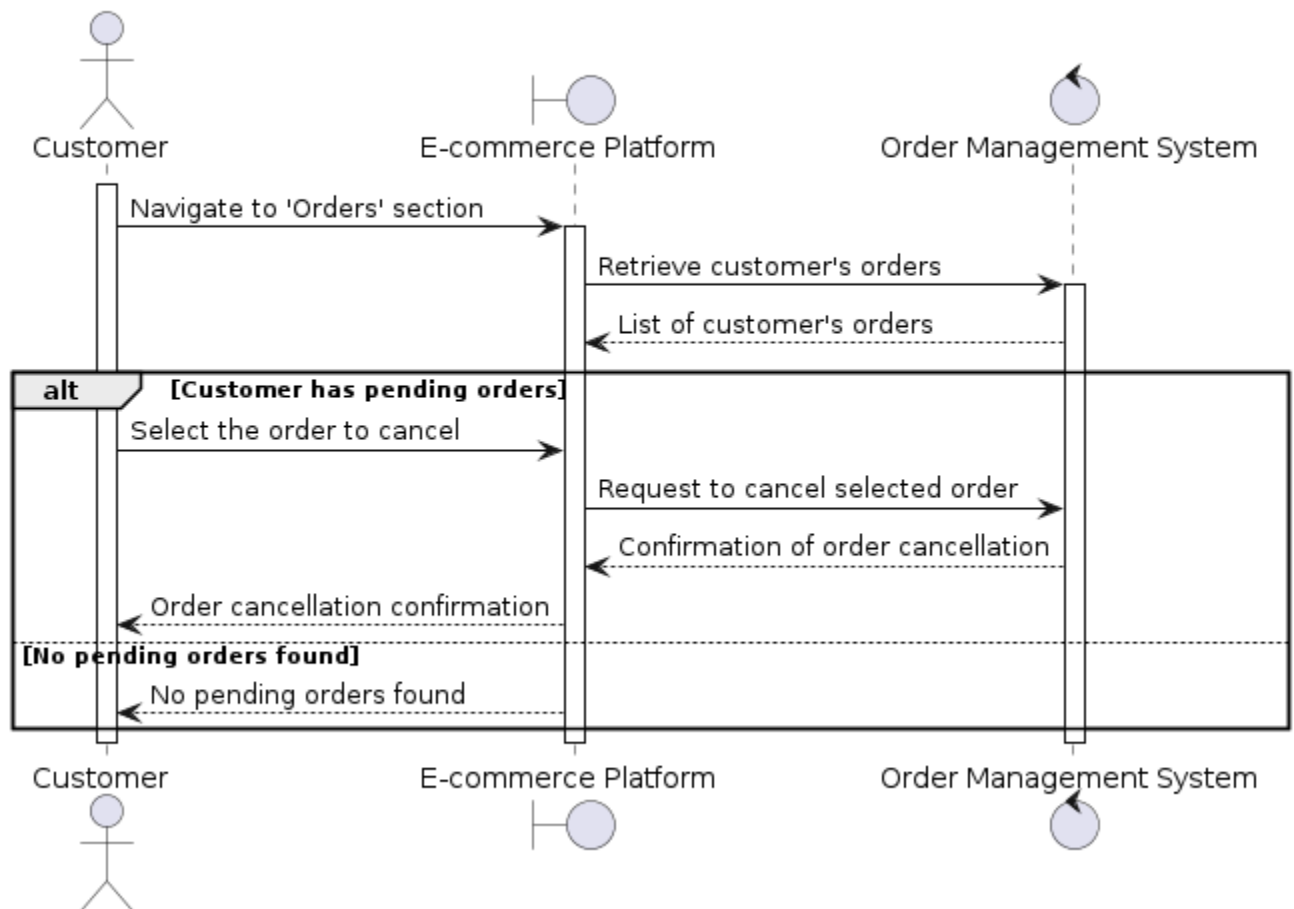 Customer
E-commerce Platform
Order Management System
Navigate to 'Orders' section
Retrieve customer's orders
List of customer's orders
alt
[Customer has pending orders]
Select the order to cancel
Request to cancel selected order
Confirmation of order cancellation
Order cancellation confirmation
[No pending orders found]
No pending orders found
Customer
E-commerce Platform
Order Management System